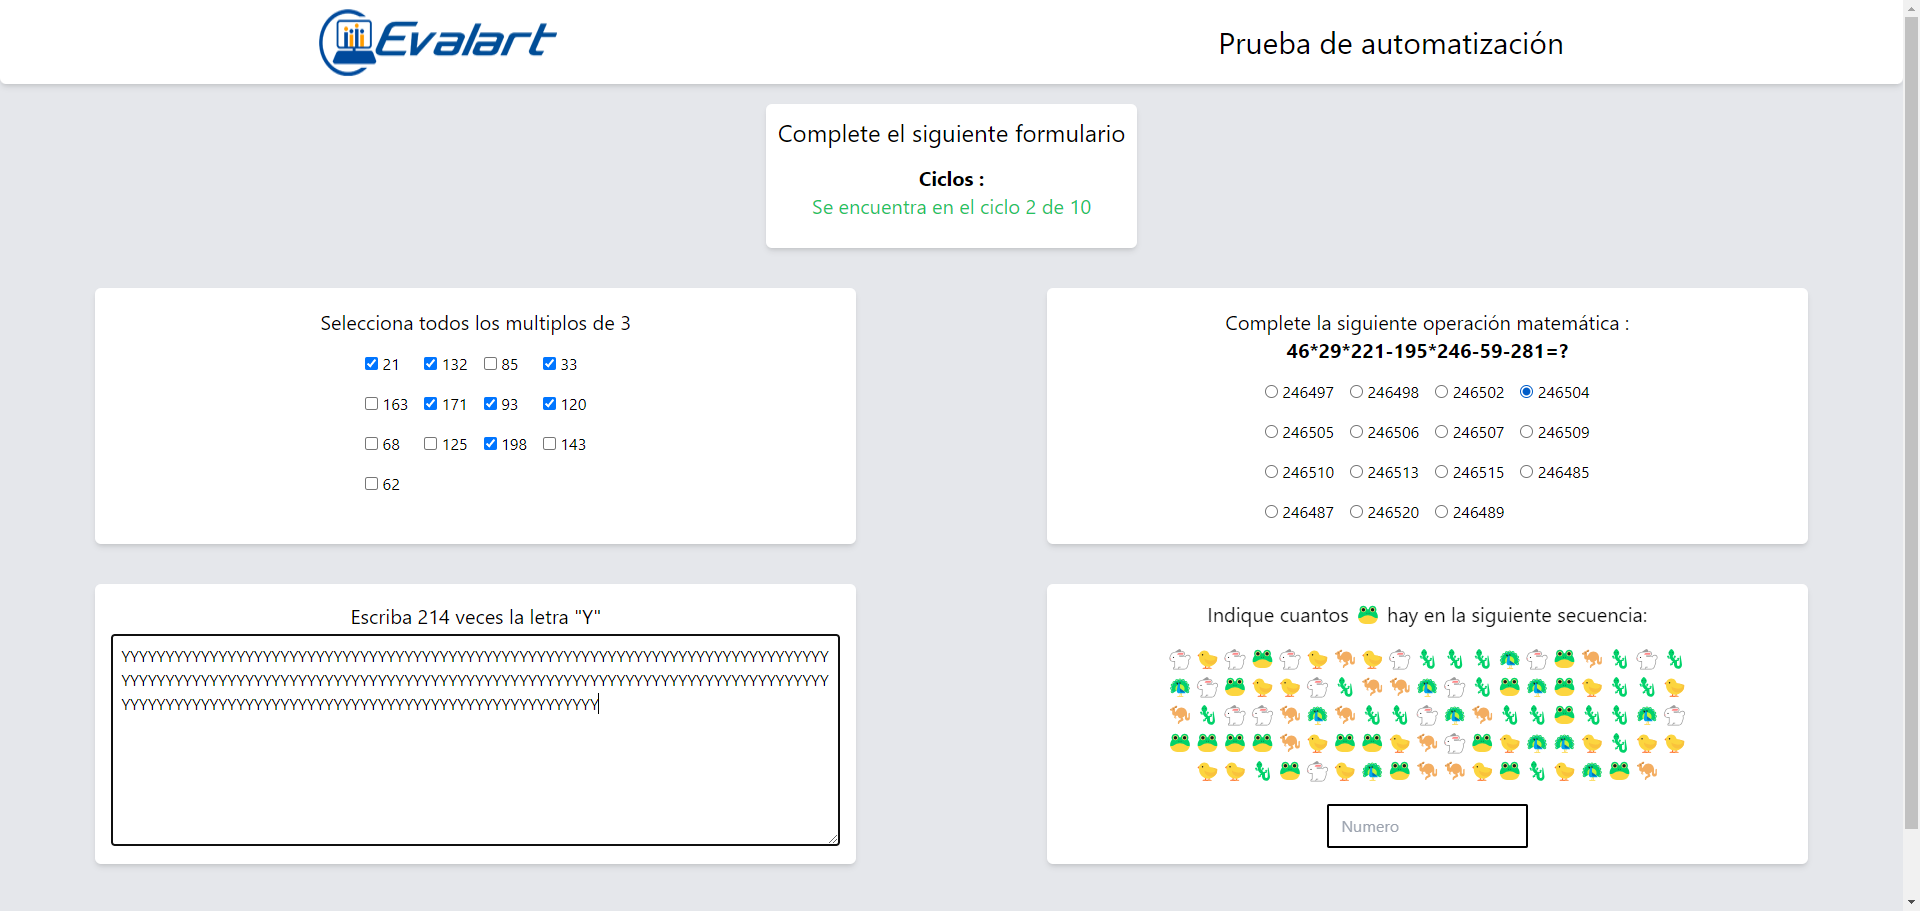 Evalart
Prueba de automatización
Complete el siguiente formulario
Ciclos :
Se encuentra en el ciclo 2 de 10
Selecciona todos los multiplos de 3
21 132 85 33
163 171 93 120
68 125 198 143
62
Complete la siguiente operación matemática :
46*29*221-195*246-59-281=?
246497 246498 246502 246504
246505 246506 246507 246509
246510 246513 246515 246485
246487 246520 246489
Escriba 214 veces la letra "Y"
YYYYYYYYYYYYYYYYYYYYYYYYYYYYYYYYYYYYYYYYYYYYYYYYYYYYYYYYYYYYYYYYYYYYYYYYYYYYYYYY
YYYYYYYYYYYYYYYYYYYYYYYYYYYYYYYYYYYYYYYYYYYYYYYYYYYYYYYYYYYYYYYYYYYYYYYYYYYYYYYY
YYYYYYYYYYYYYYYYYYYYYYYYYYYYYYYYYYYYYYYYYYYYYYYYYYYYYY
Indique cuantos 🐸 hay en la siguiente secuencia:
Numero